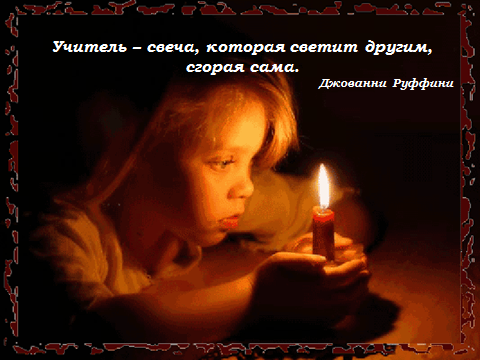 Учитель – свеча, которая светит другим,
сгорая сама.
Джованни Руффини